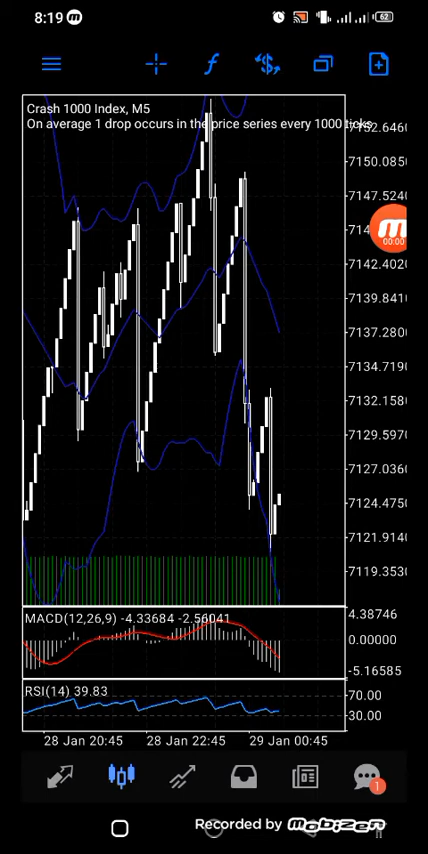 8:19
62
Crash 1000 Index, M5
On average 1 drop occurs in the price series every 1000 ticks
7152.6460
7150.085
7147.5240
7142.4020
7139.841
7137.2800
7134.7190
7132.1580
7129.5970
7127.0360
7124.4750
7121.9140
7119.3530
00:00
MACD(12,26,9) -4.33684 -2.56041
4.38746
0.00000
-5.16585
RSI(14) 39.83
70.00
30.00
28 Jan 20:45
28 Jan 22:45
29 Jan 00:45
1
Recorded by mobizen